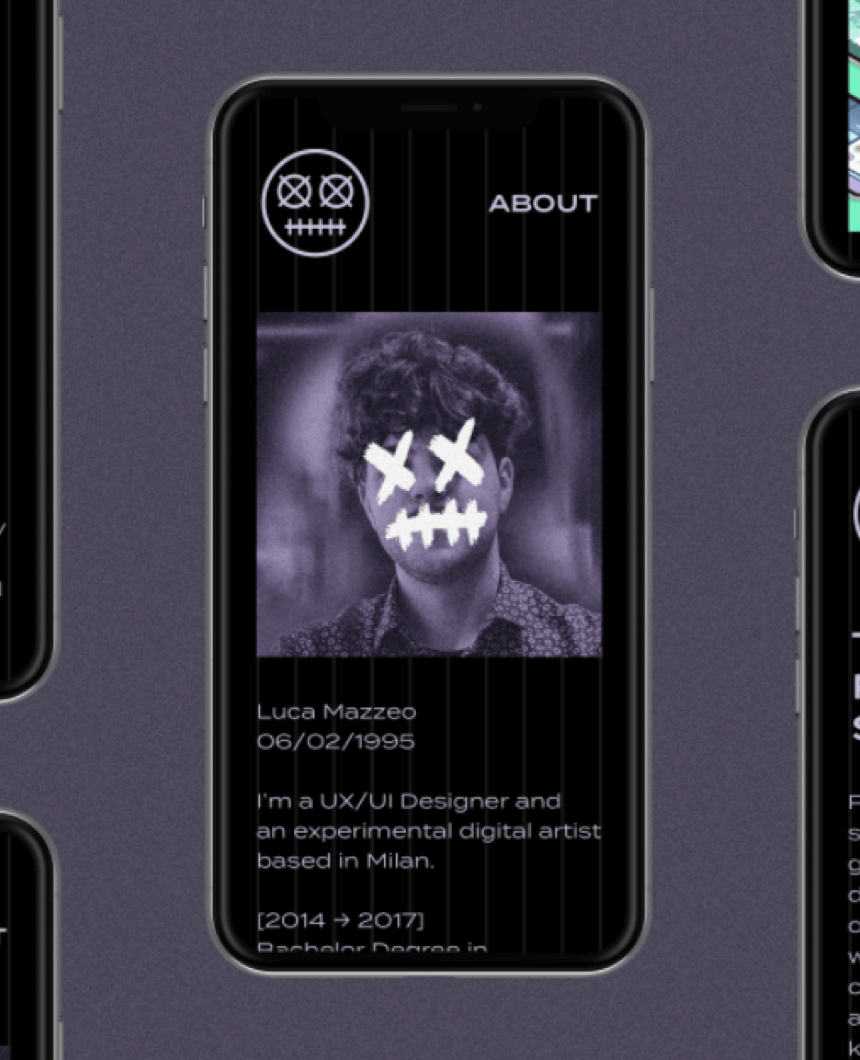 ABOUT
Luca Mazzeo
06/02/1995
I'm a UX/UI Designer and
an experimental digital artist
based in Milan.
[2014 → 2017]
Bachelor Degree in